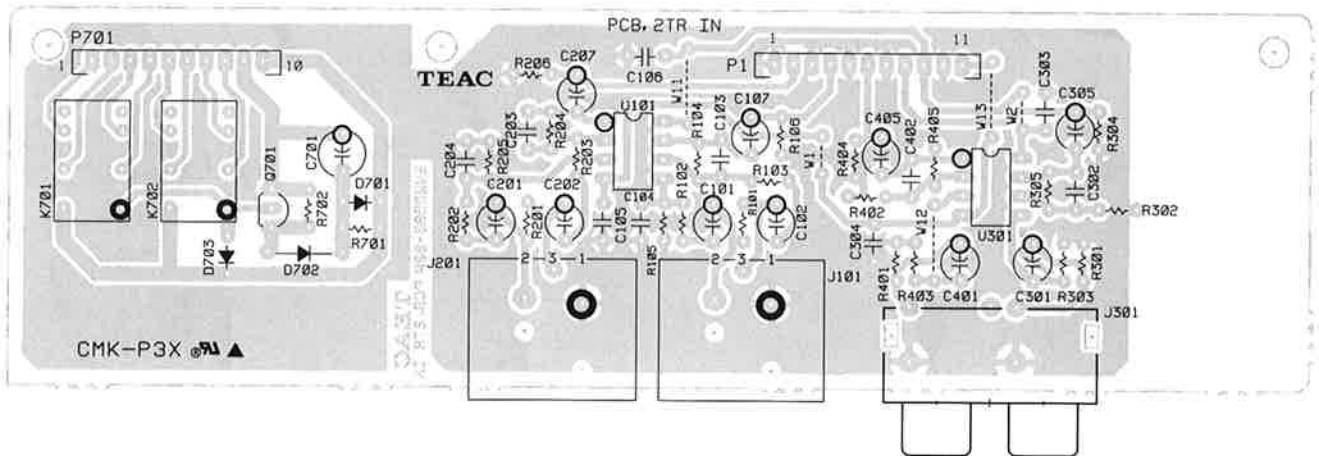 PCB, 2TR IN
P701
1
10
TEAC
R206
C207
C106
W11
P1
1
11
U101
C203
R204
R203
C204
R205
R104
C103
C107
R106
W1
C405
C402
R405
R404
W13
W2
C303
C305
R304
K701
K702
Q701
C701
R702
D701
R701
D703
D702
R202
C201
R201
C202
C105
C104
R105
R102
C101
R101
R103
C102
R402
C304
W12
U301
R305
C302
R302
J201
2 3 1
2 3 1
J101
R401
R403
C401
C301
R303
R301
J301
CMK-P3X
TEAC